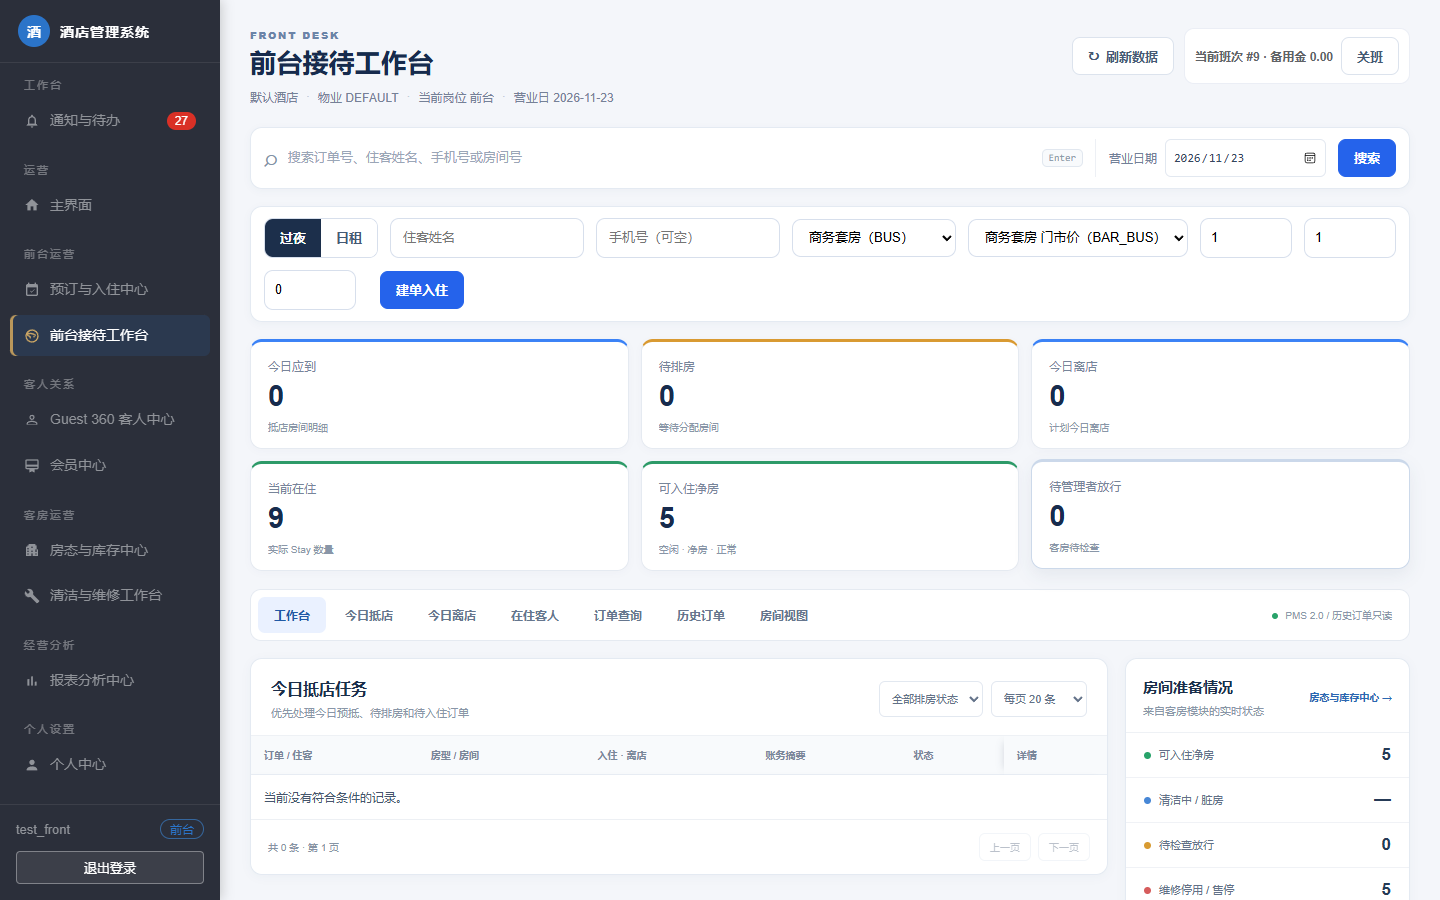 酒 酒店管理系统
工作台
通知与待办 27
运营
主界面
前台运营
预订与入住中心
前台接待工作台
客人关系
Guest 360 客人中心
会员中心
客房运营
房态与库存中心
清洁与维修工作台
经营分析
报表分析中心
个人设置
个人中心
test_front 前台
退出登录
FRONT DESK
前台接待工作台
默认酒店 · 物业 DEFAULT · 当前岗位 前台 · 营业日 2026-11-23
↻ 刷新数据 当前班次 #9 · 备用金 0.00 关班
搜索订单号、住客姓名、手机号或房间号 Enter 营业日期 2026/11/23 搜索
过夜 日租 住客姓名 手机号（可空） 商务套房（BUS） 商务套房 门市价（BAR_BUS） 1 1
0 建单入住
今日应到 待排房 今日离店
0 0 0
抵店房间明细 等待分配房间 计划今日离店
当前在住 可入住净房 待管理者放行
9 5 0
实际 Stay 数量 空闲 · 净房 · 正常 客房待检查
工作台 今日抵店 今日离店 在住客人 订单查询 历史订单 房间视图 PMS 2.0 / 历史订单只读
今日抵店任务
优先处理今日预抵、待排房和待入住订单
全部排房状态 每页 20 条
订单 / 住客 房型 / 房间 入住 · 离店 账务摘要 状态 详情
当前没有符合条件的记录。
共 0 条 · 第 1 页 上一页 下一页
房间准备情况
来自客房模块的实时状态
房态与库存中心 →
可入住净房 5
清洁中 / 脏房 —
待检查放行 0
维修停用 / 售停 5